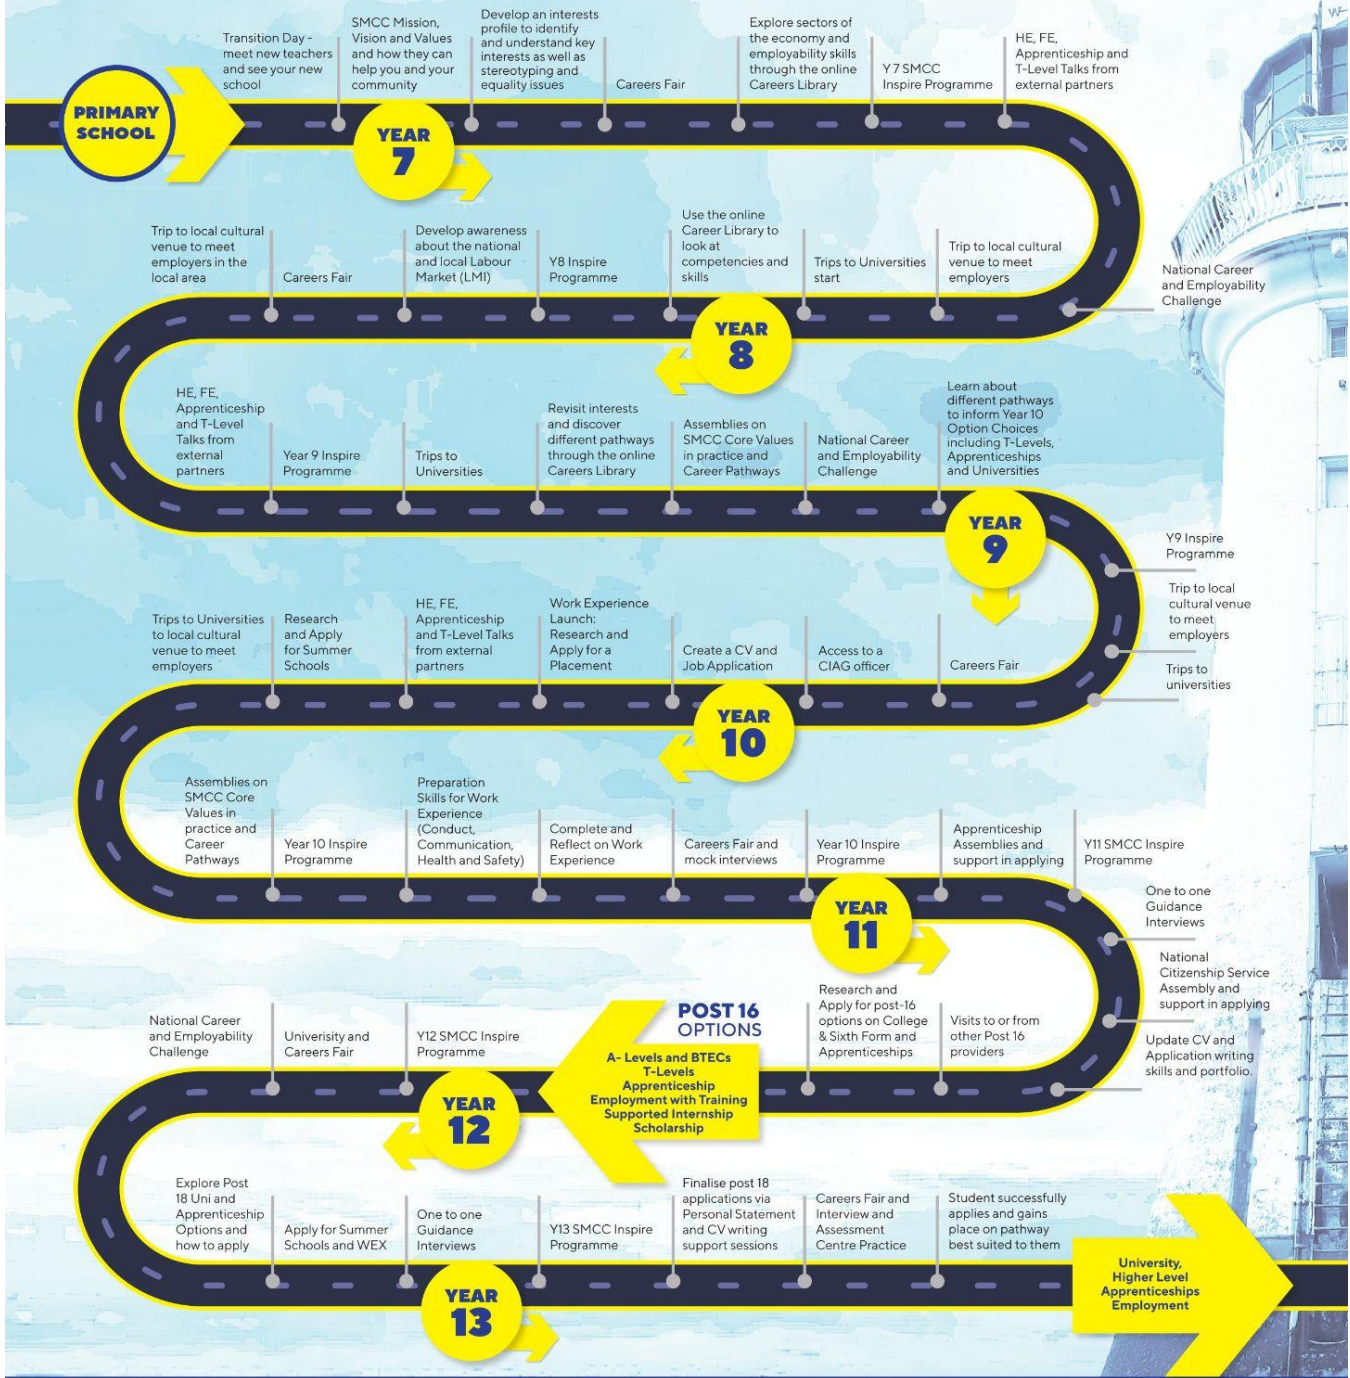 PRIMARY
SCHOOL
Transition Day -
meet new teachers
and see your new
school
SMCC Mission,
Vision and Values
and how they can
help you and your
community
YEAR
7
Develop an interests
profile to identify
and understand key
interests as well as
stereotyping and
equality issues
Careers Fair
Explore sectors of
the economy and
employability skills
through the online
Careers Library
Y 7 SMCC
Inspire Programme
HE, FE,
Apprenticeship and
T-Level Talks from
external partners
National Career
and Employability
Challenge
Trip to local cultural
venue to meet
employers
Trips to Universities
start
YEAR
8
Use the online
Career Library to
look at
competencies and
skills
Y8 Inspire
Programme
Develop awareness
about the national
and local Labour
Market (LMI)
Careers Fair
Trip to local cultural
venue to meet
employers in the
local area
HE, FE,
Apprenticeship
and T-Level
Talks from
external
partners
Year 9 Inspire
Programme
Trips to
Universities
Revisit interests
and discover
different pathways
through the online
Careers Library
Assemblies on
SMCC Core Values
in practice and
Career Pathways
National Career
and Employability
Challenge
Learn about
different pathways
to inform Year 10
Option Choices
including T-Levels,
Apprenticeships
and Universities
YEAR
9
Y9 Inspire
Programme
Trip to local
cultural venue
to meet
employers
Trips to
universities
Careers Fair
Access to a
CIAG officer
YEAR
10
Create a CV and
Job Application
Work Experience
Launch:
Research and
Apply for a
Placement
HE, FE,
Apprenticeship
and T-Level Talks
from external
partners
Research
and Apply
for Summer
Schools
Trips to Universities
to local cultural
venue to meet
employers
Assemblies on
SMCC Core
Values in
practice and
Career
Pathways
Year 10 Inspire
Programme
Preparation
Skills for Work
Experience
(Conduct,
Communication,
Health and Safety)
Complete and
Reflect on Work
Experience
Careers Fair and
mock interviews
Year 10 Inspire
Programme
YEAR
11
Apprenticeship
Assemblies and
support in applying
Y11 SMCC Inspire
Programme
One to one
Guidance
Interviews
National
Citizenship Service
Assembly and
support in applying
Update CV and
Application writing
skills and portfolio.
Visits to or from
other Post 16
providers
Research and
Apply for post-16
options on College
& Sixth Form and
Apprenticeships
POST 16
OPTIONS
A- Levels and BTECs
T-Levels
Apprenticeship
Employment with Training
Supported Internship
Scholarship
YEAR
12
Y12 SMCC Inspire
Programme
Univerisity and
Careers Fair
National Career
and Employability
Challenge
Explore Post
18 Uni and
Apprenticeship
Options and
how to apply
Apply for Summer
Schools and WEX
One to one
Guidance
Interviews
YEAR
13
Y13 SMCC Inspire
Programme
Finalise post 18
applications via
Personal Statement
and CV writing
support sessions
Careers Fair and
Interview and
Assessment
Centre Practice
Student successfully
applies and gains
place on pathway
best suited to them
University,
Higher Level
Apprenticeships
Employment